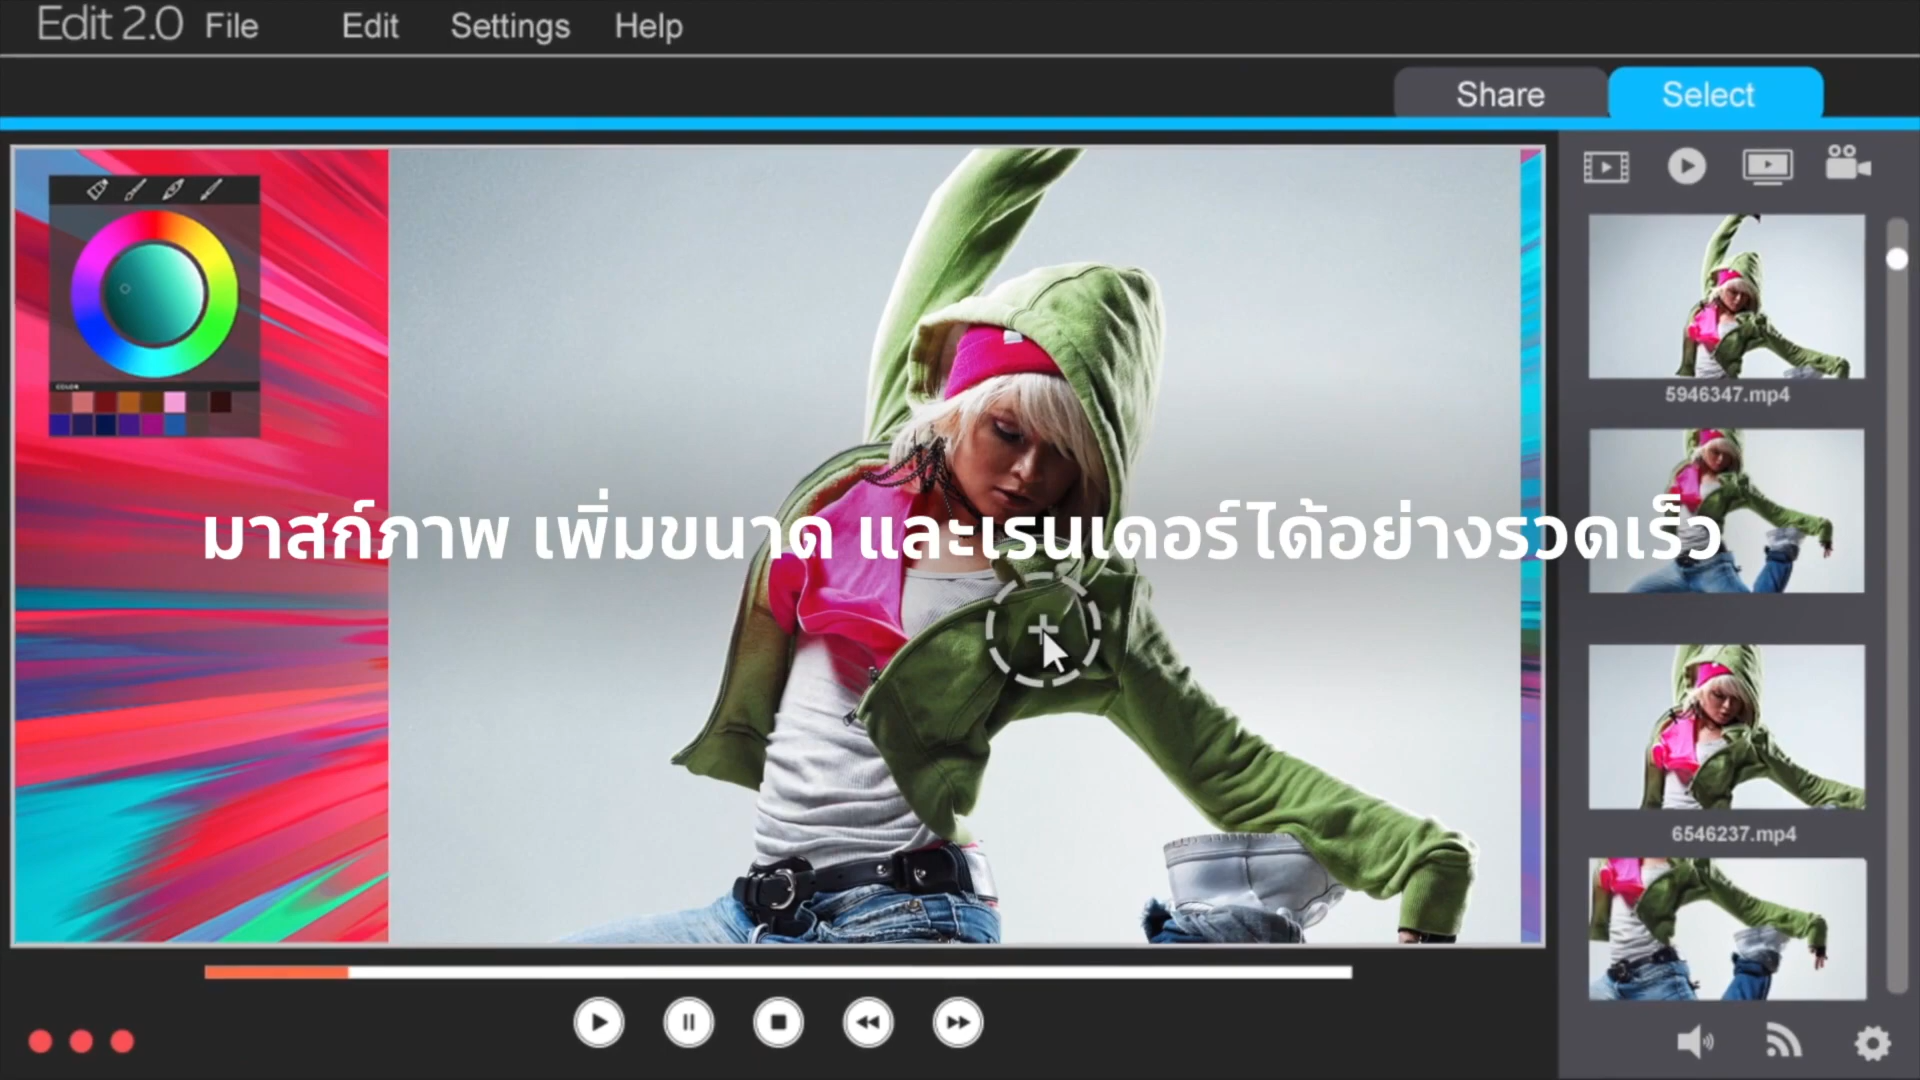 Edit 2.0 File Edit Settings Help
Share Select
COLOR
5946347.mp4
มาสก์ภาพ เพิ่มขนาด และเรนเดอร์ได้อย่างรวดเร็ว
6546237.mp4